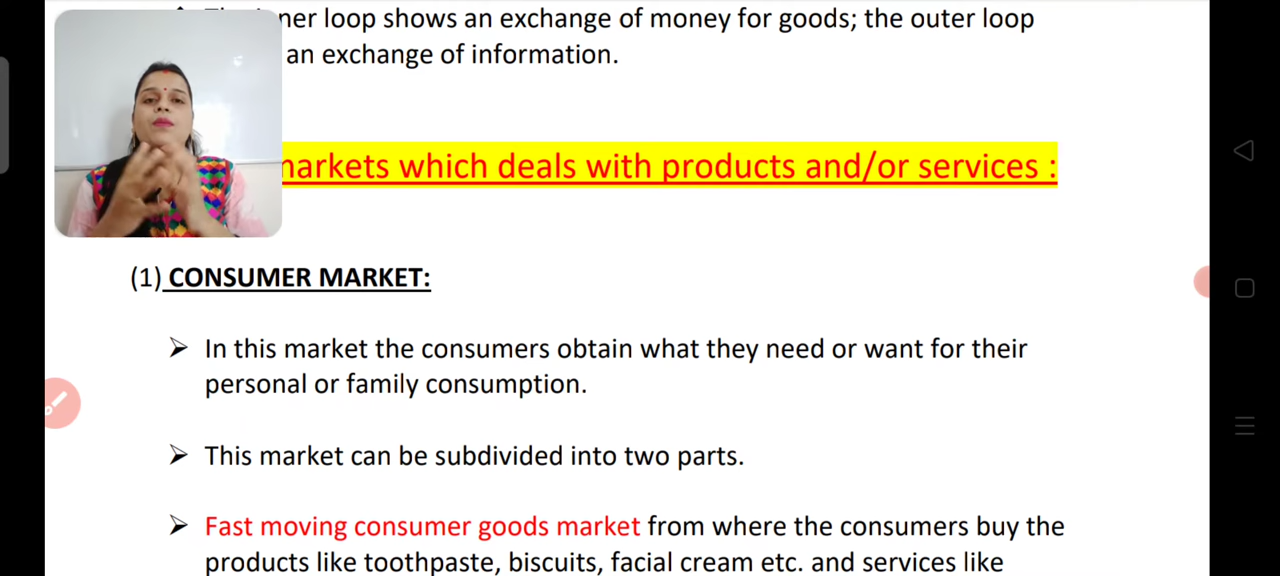 ner loop shows an exchange of money for goods; the outer loop
an exchange of information.
markets which deals with products and/or services :
(1) CONSUMER MARKET:
➢ In this market the consumers obtain what they need or want for their
personal or family consumption.
➢ This market can be subdivided into two parts.
➢ Fast moving consumer goods market from where the consumers buy the
products like toothpaste, biscuits, facial cream etc. and services like